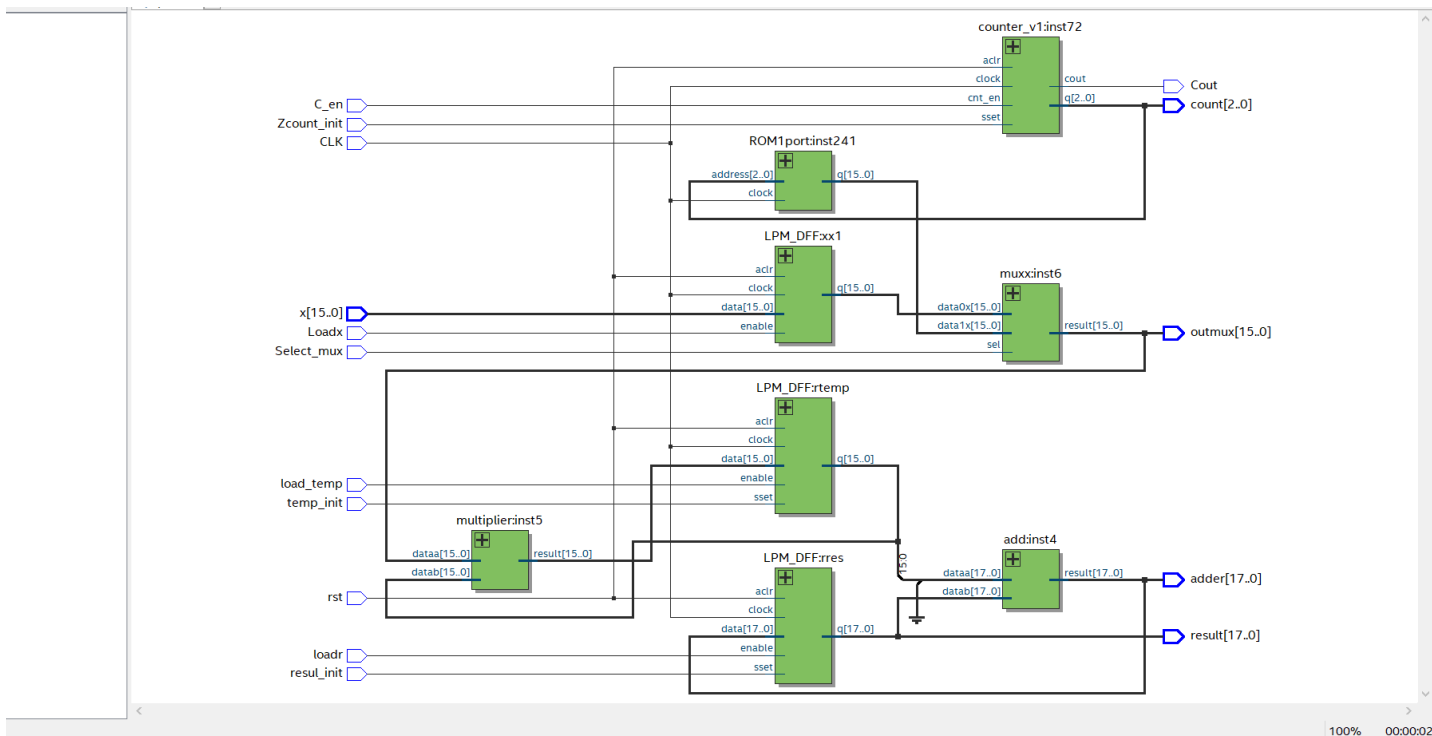 counter_v1:inst72
aclr
clock
cnt_en
sset
cout
q[2..0]
Cout
count[2..0]
C_en
Zcount_init
CLK
ROM1port:inst241
address[2..0]
clock
q[15..0]
LPM_DFF:xx1
aclr
clock
data[15..0]
enable
q[15..0]
x[15..0]
Loadx
Select_mux
muxx:inst6
data0x[15..0]
data1x[15..0]
sel
result[15..0]
outmux[15..0]
LPM_DFF:rtemp
aclr
clock
data[15..0]
enable
sset
q[15..0]
load_temp
temp_init
multiplier:inst5
dataa[15..0]
datab[15..0]
result[15..0]
LPM_DFF:rres
aclr
clock
data[17..0]
enable
sset
q[17..0]
rst
loadr
resul_init
15:0
add:inst4
dataa[17..0]
datab[17..0]
result[17..0]
adder[17..0]
result[17..0]
100% 00:00:02